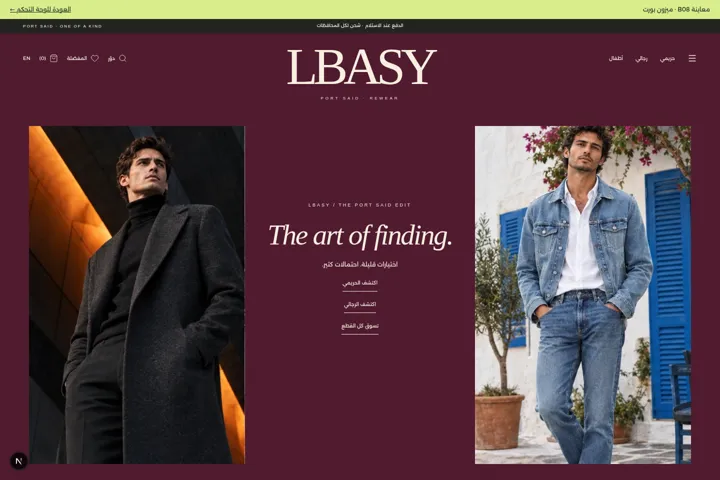 معاينة B08 · ميزون بورت
العودة للوحة التحكم ←
الدفع عند الاستلام · شحن لكل المحافظات
PORT SAID · ONE OF A KIND
حريمي
رجالي
أطفال
LBASY
PORT SAID · REWEAR
دوّر
المفضلة
(0)
EN
LBASY / THE PORT SAID EDIT
The art of finding.
اختيارات قليلة. احتمالات كتير.
اكتشف الحريمي
اكتشف الرجالي
تسوق كل القطع
N